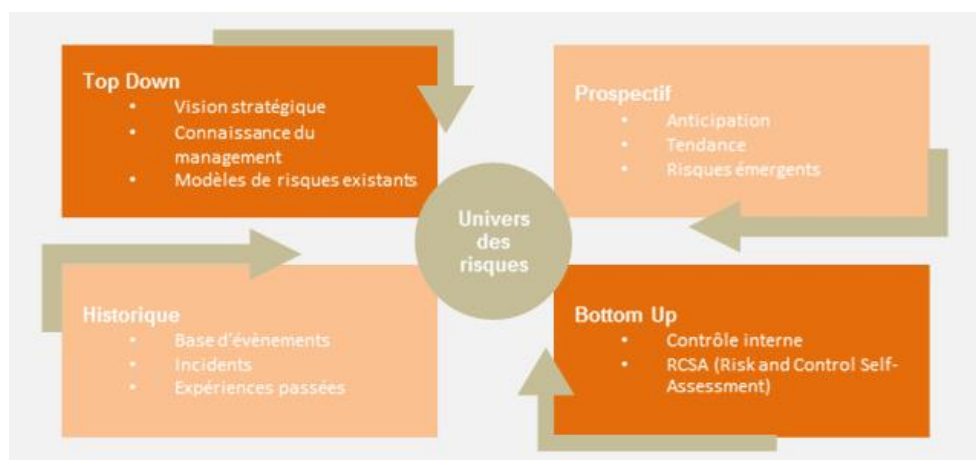 Top Down
• Vision stratégique
• Connaissance du
management
• Modèles de risques existants
Prospectif
• Anticipation
• Tendance
• Risques émergents
Univers
des
risques
Historique
• Base d'évènements
• Incidents
• Expériences passées
Bottom Up
• Contrôle interne
• RCSA (Risk and Control Self-
Assessment)